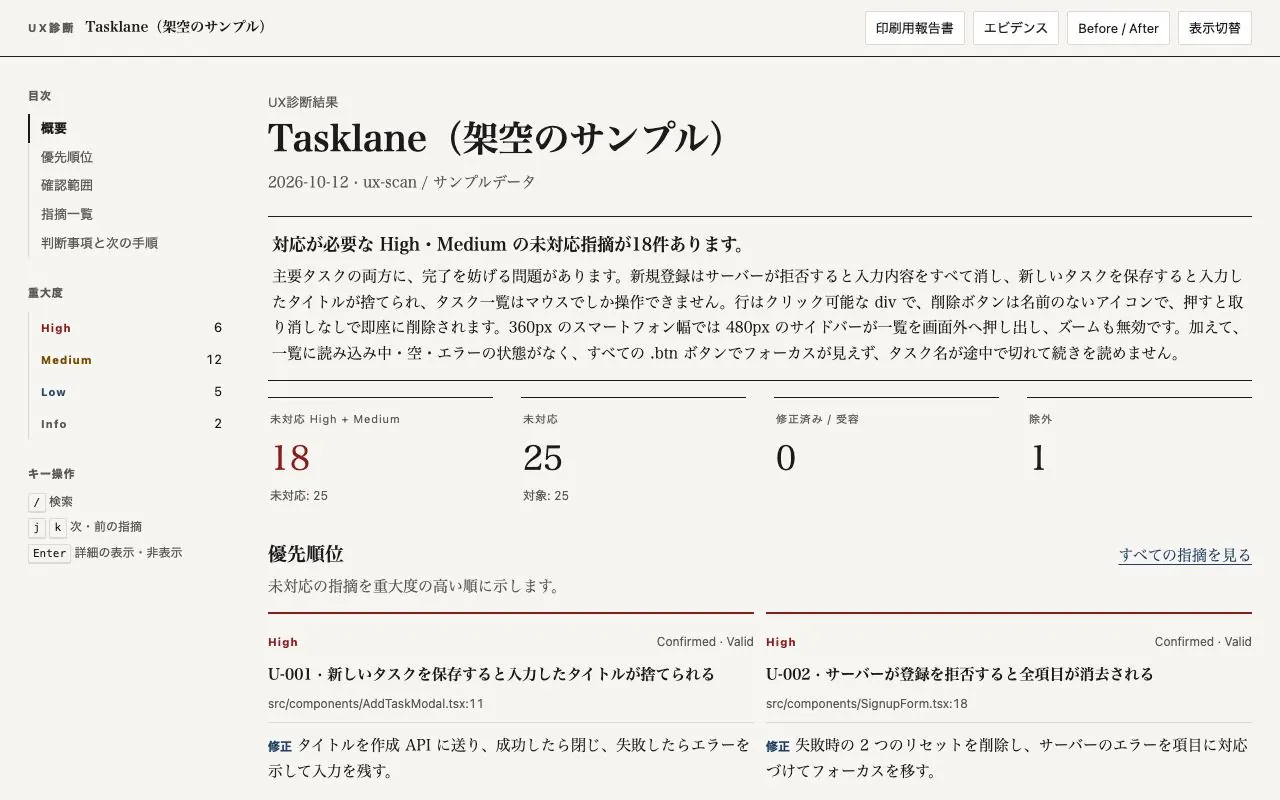 UX診断 Tasklane（架空のサンプル）
印刷用報告書 エビデンス Before / After 表示切替
目次
概要
優先順位
確認範囲
指摘一覧
判断事項と次の手順
重大度
High 6
Medium 12
Low 5
Info 2
キー操作
/ 検索
j k 次・前の指摘
Enter 詳細の表示・非表示
UX診断結果
Tasklane（架空のサンプル）
2026-10-12 · ux-scan / サンプルデータ
対応が必要な High・Medium の未対応指摘が18件あります。
主要タスクの両方に、完了を妨げる問題があります。新規登録はサーバーが拒否すると入力内容をすべて消し、新しいタスクを保存すると入力し
たタイトルが捨てられ、タスク一覧はマウスでしか操作できません。行はクリック可能な div で、削除ボタンは名前のないアイコンで、押すと取
り消しなしで即座に削除されます。360px のスマートフォン幅では 480px のサイドバーが一覧を画面外へ押し出し、ズームも無効です。加えて、
一覧に読み込み中・空・エラーの状態がなく、すべての .btn ボタンでフォーカスが見えず、タスク名が途中で切れて続きを読めません。
未対応 High + Medium
18
未対応: 25
未対応
25
対象: 25
修正済み / 受容
0
除外
1
優先順位
すべての指摘を見る
未対応の指摘を重大度の高い順に示します。
High Confirmed · Valid
U-001 · 新しいタスクを保存すると入力したタイトルが捨てられる
src/components/AddTaskModal.tsx:11
修正 タイトルを作成 API に送り、成功したら閉じ、失敗したらエラーを
示して入力を残す。
High Confirmed · Valid
U-002 · サーバーが登録を拒否すると全項目が消去される
src/components/SignupForm.tsx:18
修正 失敗時の 2 つのリセットを削除し、サーバーのエラーを項目に対応
づけてフォーカスを移す。